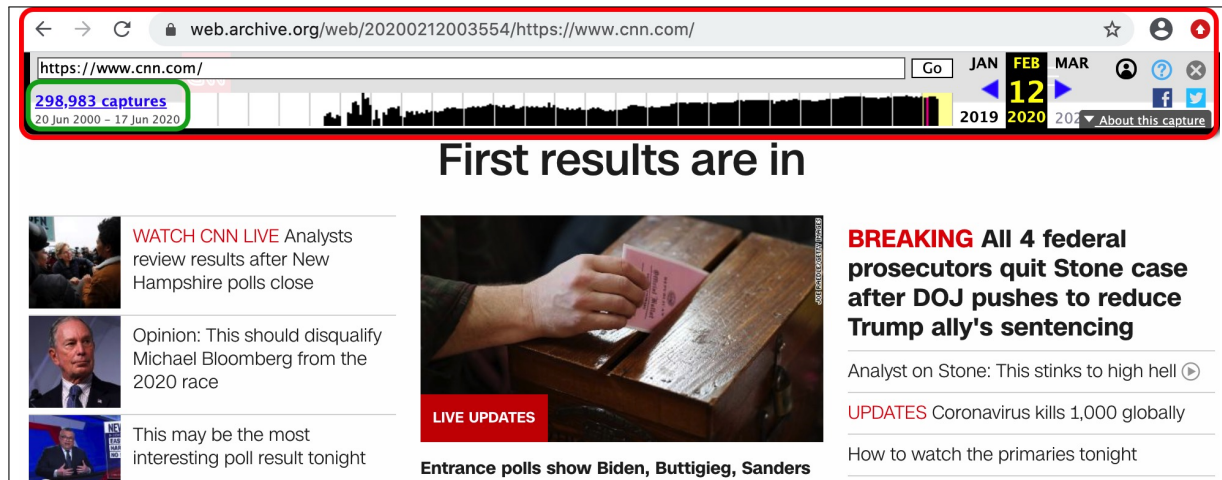 web.archive.org/web/20200212003554/https://www.cnn.com/
https://www.cnn.com/
Go
JAN FEB MAR
298,983 captures
12
20 Jun 2000 – 17 Jun 2020
2019 2020
About this capture
First results are in
WATCH CNN LIVE Analysts
review results after New
Hampshire polls close
Opinion: This should disqualify
Michael Bloomberg from the
2020 race
This may be the most
interesting poll result tonight
LIVE UPDATES
Entrance polls show Biden, Buttigieg, Sanders
BREAKING All 4 federal
prosecutors quit Stone case
after DOJ pushes to reduce
Trump ally's sentencing
Analyst on Stone: This stinks to high hell
UPDATES Coronavirus kills 1,000 globally
How to watch the primaries tonight